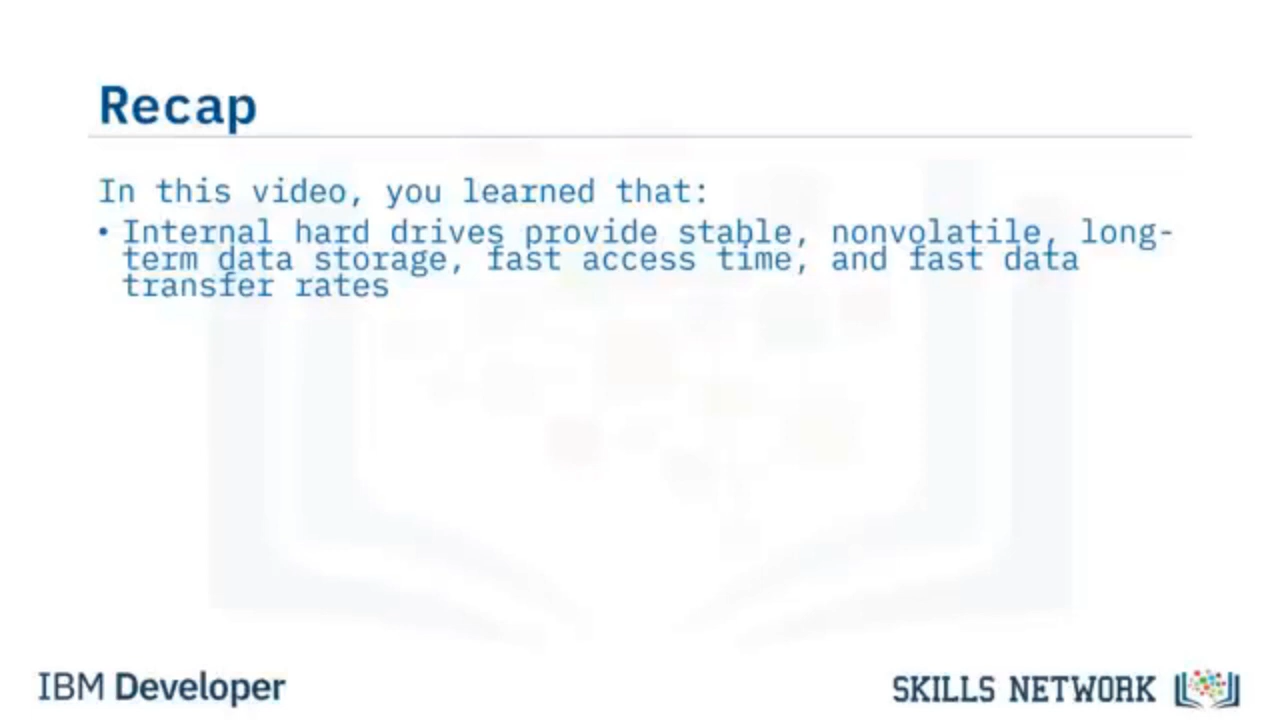 Recap
In this video, you learned that:
• Internal hard drives provide stable, nonvolatile, long-
term data storage, fast access time, and fast data
transfer rates
IBM Developer
SKILLS NETWORK